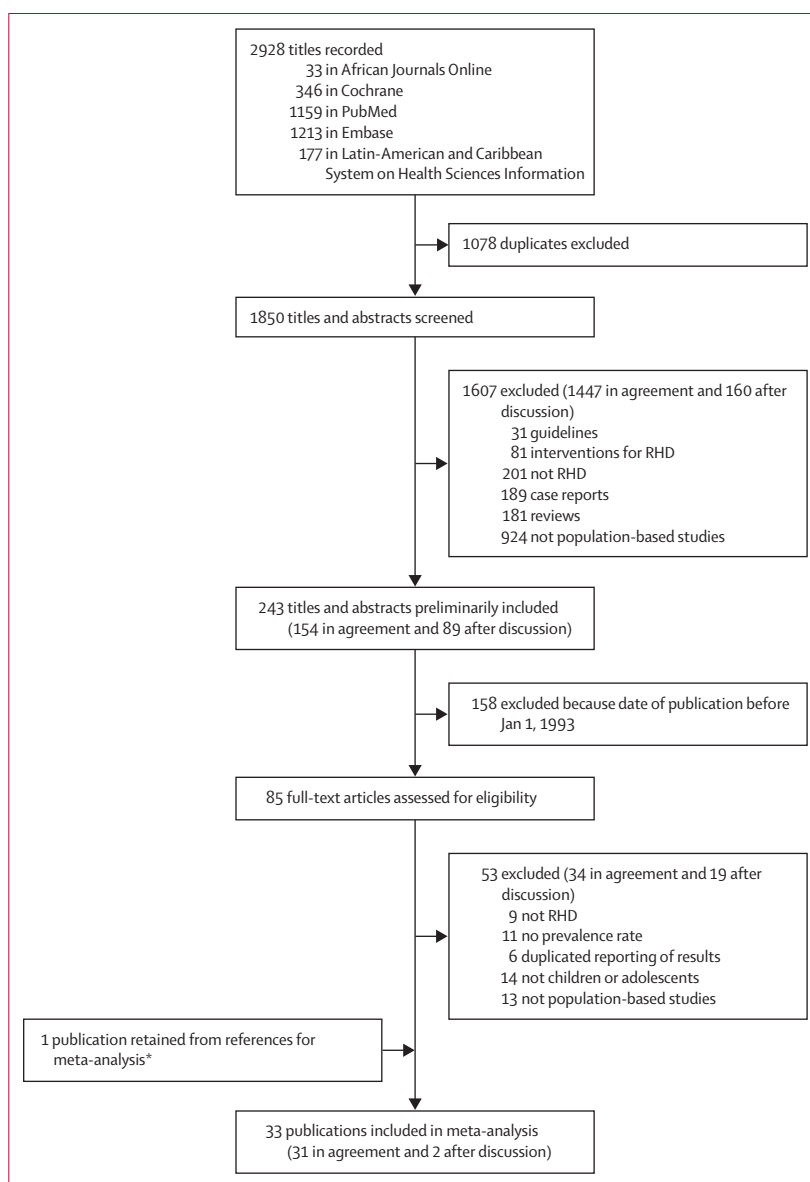 2928 titles recorded
33 in African Journals Online
346 in Cochrane
1159 in PubMed
1213 in Embase
177 in Latin-American and Caribbean
System on Health Sciences Information
1078 duplicates excluded
1850 titles and abstracts screened
1607 excluded (1447 in agreement and 160 after
discussion)
31 guidelines
81 interventions for RHD
201 not RHD
189 case reports
181 reviews
924 not population-based studies
243 titles and abstracts preliminarily included
(154 in agreement and 89 after discussion)
158 excluded because date of publication before
Jan 1, 1993
85 full-text articles assessed for eligibility
53 excluded (34 in agreement and 19 after
discussion)
9 not RHD
11 no prevalence rate
6 duplicated reporting of results
14 not children or adolescents
13 not population-based studies
1 publication retained from references for
meta-analysis*
33 publications included in meta-analysis
(31 in agreement and 2 after discussion)